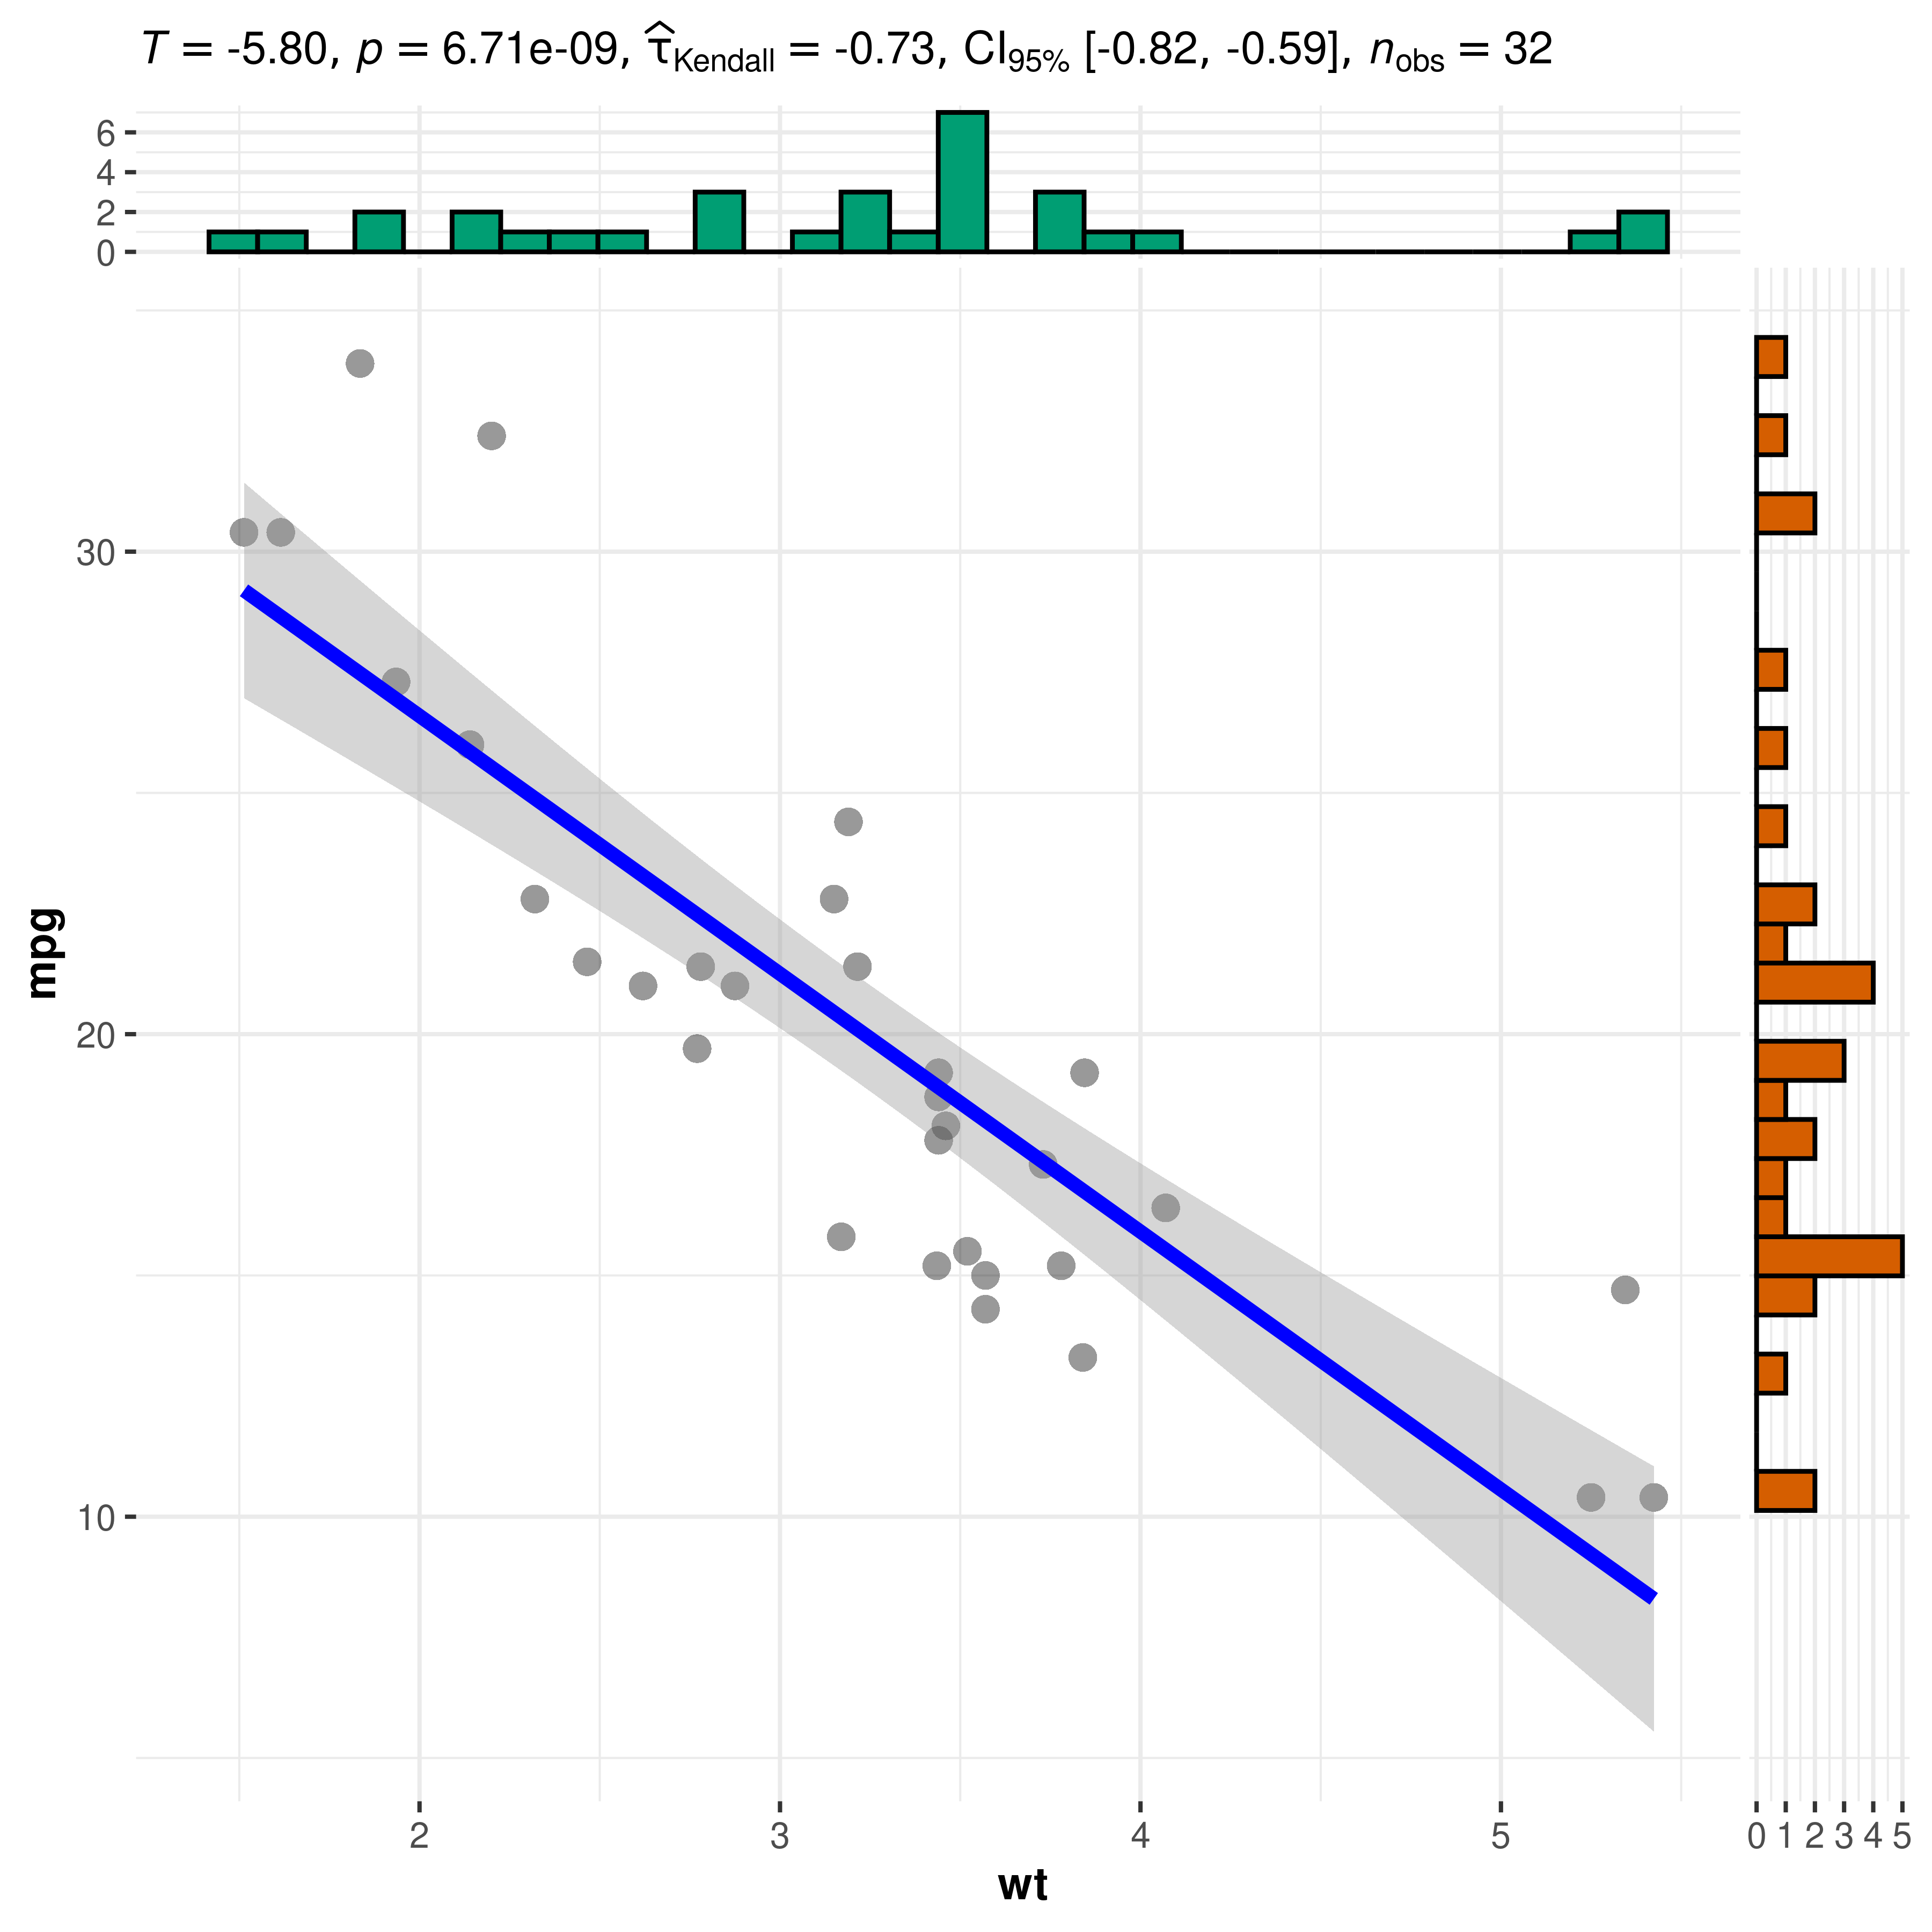 T = -5.80, p = 6.71e-09, τ̂Kendall = -0.73, CI95% [-0.82, -0.59], nobs = 32
6
4
2
0
30
20
10
mpg
2 3 4 5
0 1 2 3 4 5
wt